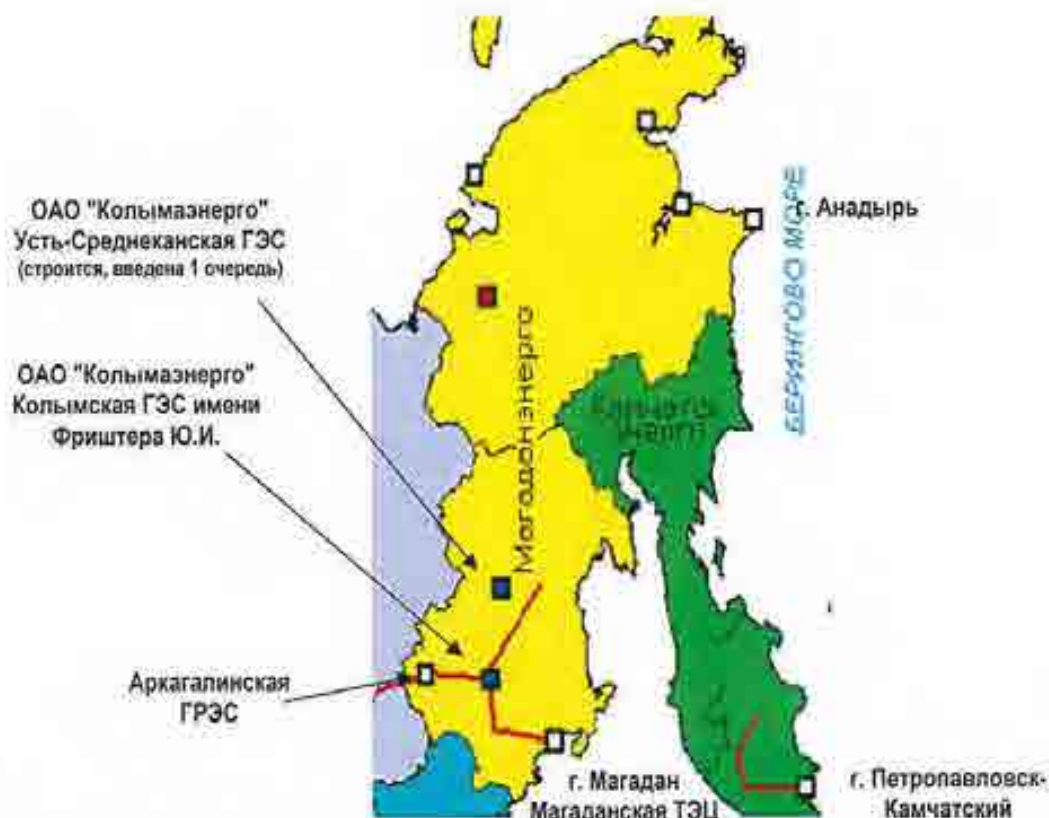 ОАО "Колымаэнерго"
Усть-Среднеканская ГЭС
(строится, введена 1 очередь)
ОАО "Колымаэнерго"
Колымская ГЭС имени
Фриштера Ю.И.
Аркагалинская
ГРЭС
Магаданэнерго
БЕРИНГОВО МОРЕ
г. Анадырь
г. Магадан
Магаданская ТЭЦ
г. Петропавловск-
Камчатский